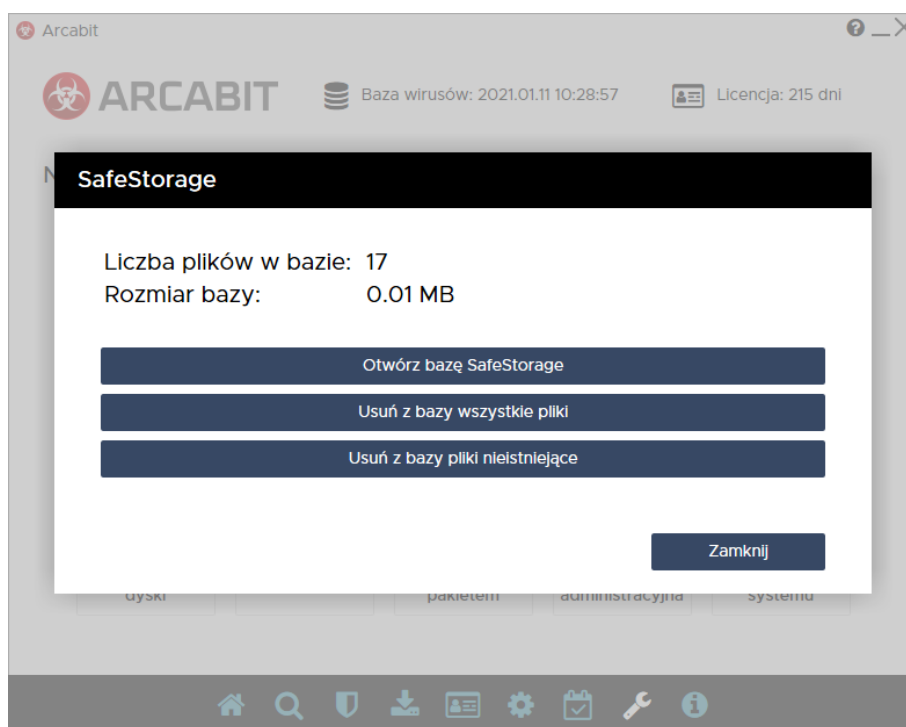 Arcabit
ARCABIT
Baza wirusów: 2021.01.11 10:28:57
Licencja: 215 dni
N
SafeStorage
Liczba plików w bazie: 17
Rozmiar bazy: 0.01 MB
Otwórz bazę SafeStorage
Usuń z bazy wszystkie pliki
Usuń z bazy pliki nieistniejące
Zamknij
dyski pakietem administracyjna systemu